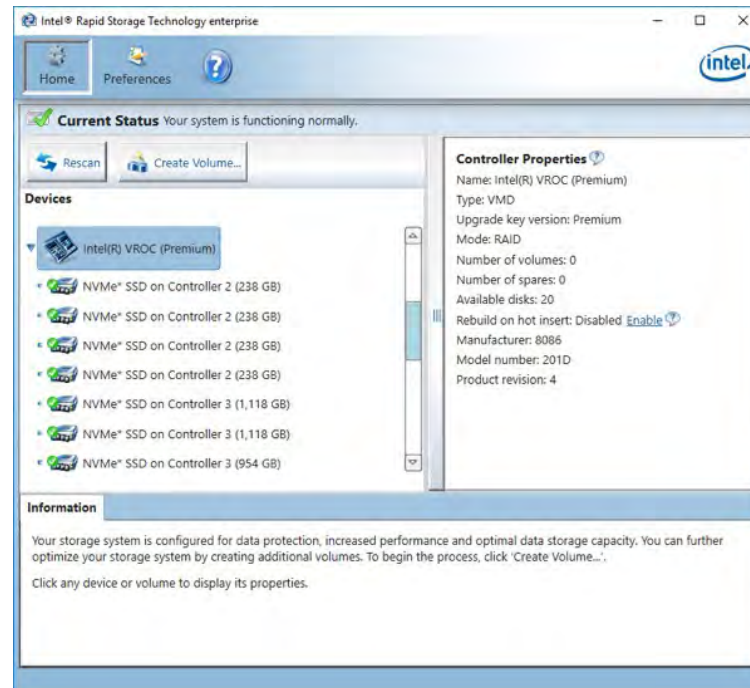 Intel® Rapid Storage Technology enterprise
Home
Preferences
intel
Current Status Your system is functioning normally.
Rescan
Create Volume...
Devices
Intel(R) VROC (Premium)
NVMe* SSD on Controller 2 (238 GB)
NVMe* SSD on Controller 2 (238 GB)
NVMe* SSD on Controller 2 (238 GB)
NVMe* SSD on Controller 2 (238 GB)
NVMe* SSD on Controller 3 (1,118 GB)
NVMe* SSD on Controller 3 (1,118 GB)
NVMe* SSD on Controller 3 (954 GB)
Controller Properties
Name: Intel(R) VROC (Premium)
Type: VMD
Upgrade key version: Premium
Mode: RAID
Number of volumes: 0
Number of spares: 0
Available disks: 20
Rebuild on hot insert: Disabled Enable
Manufacturer: 8086
Model number: 201D
Product revision: 4
Information
Your storage system is configured for data protection, increased performance and optimal data storage capacity. You can further
optimize your storage system by creating additional volumes. To begin the process, click 'Create Volume...'.
Click any device or volume to display its properties.